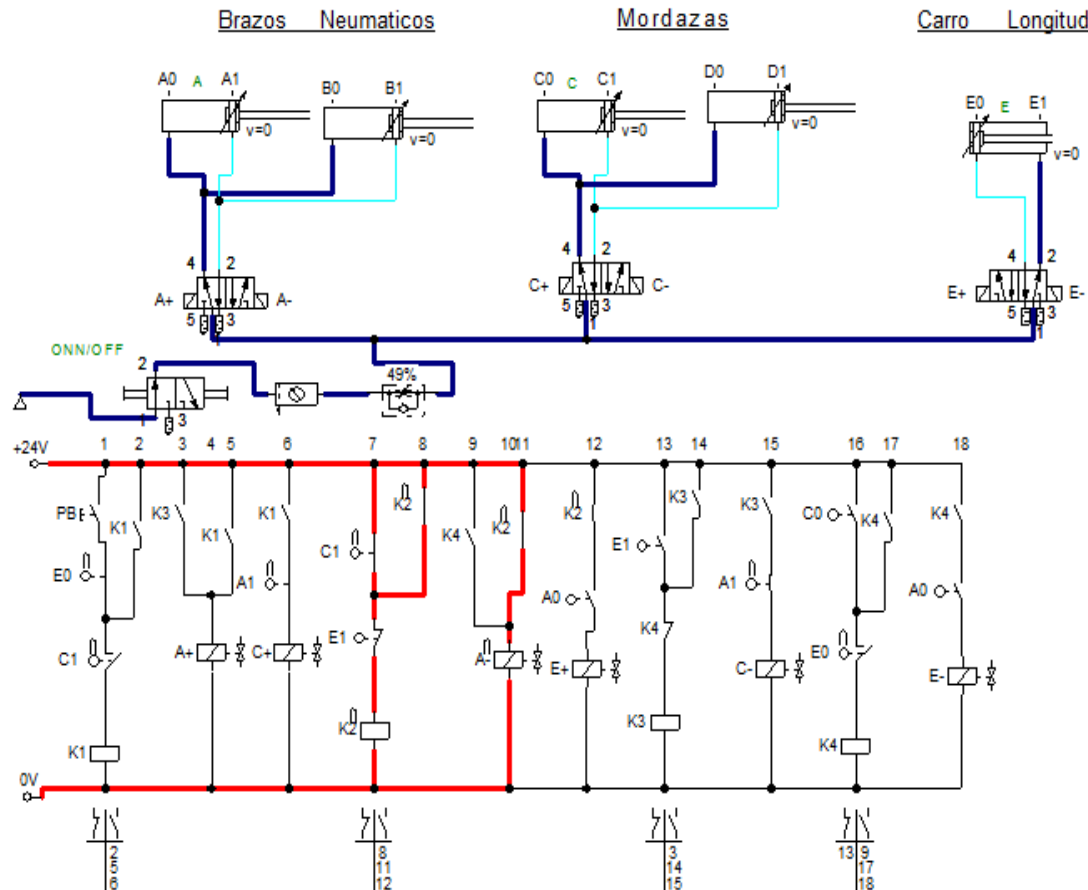 Brazos Neumaticos Mordazas Carro Longitud
A0 A A1 B0 B1 C0 C C1 D0 D1 E0 E E1
v=0 v=0 v=0 v=0 v=0
4 2 4 2 4 2
A+ A- C+ C- E+ E-
5 3 5 3 5 3
1 1 1
ONN/OFF
2 49%
1 3
+24V 1 2 3 4 5 6 7 8 9 10 11 12 13 14 15 16 17 18
PB K1 K3 K1 K1 C1 K2 K4 K2 K2 E1 K3 K3 C0 K4 K4
E0 A1 E1 A0 K4 A1 A0
C1 A+ C+ A- E+ C- E0 E-
K1 K2 K3 K4
0V
2 8 3 13 9
5 11 14 17
6 12 15 18